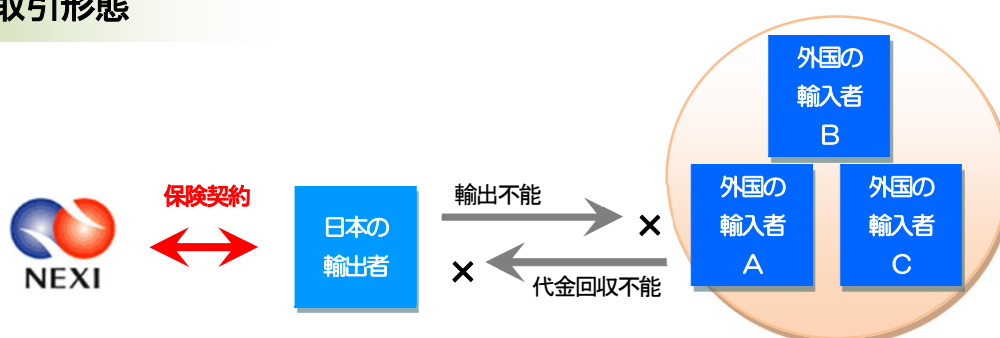 取引形態
外国の
輸入者
B
保険契約
輸出不能
外国の
輸入者
A
外国の
輸入者
C
日本の
輸出者
×
×
代金回収不能
NEXI